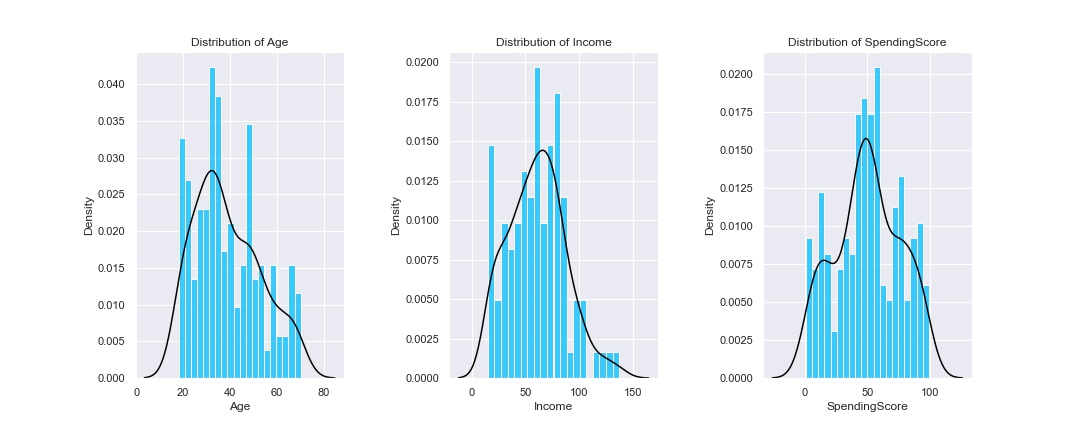 Distribution of Age
0.040
0.035
0.030
0.025
0.020
0.015
0.010
0.005
0.000
Density
0 20 40 60 80
Age
Distribution of Income
0.0200
0.0175
0.0150
0.0125
0.0100
0.0075
0.0050
0.0025
0.0000
Density
0 50 100 150
Income
Distribution of SpendingScore
0.0200
0.0175
0.0150
0.0125
0.0100
0.0075
0.0050
0.0025
0.0000
Density
0 50 100
SpendingScore